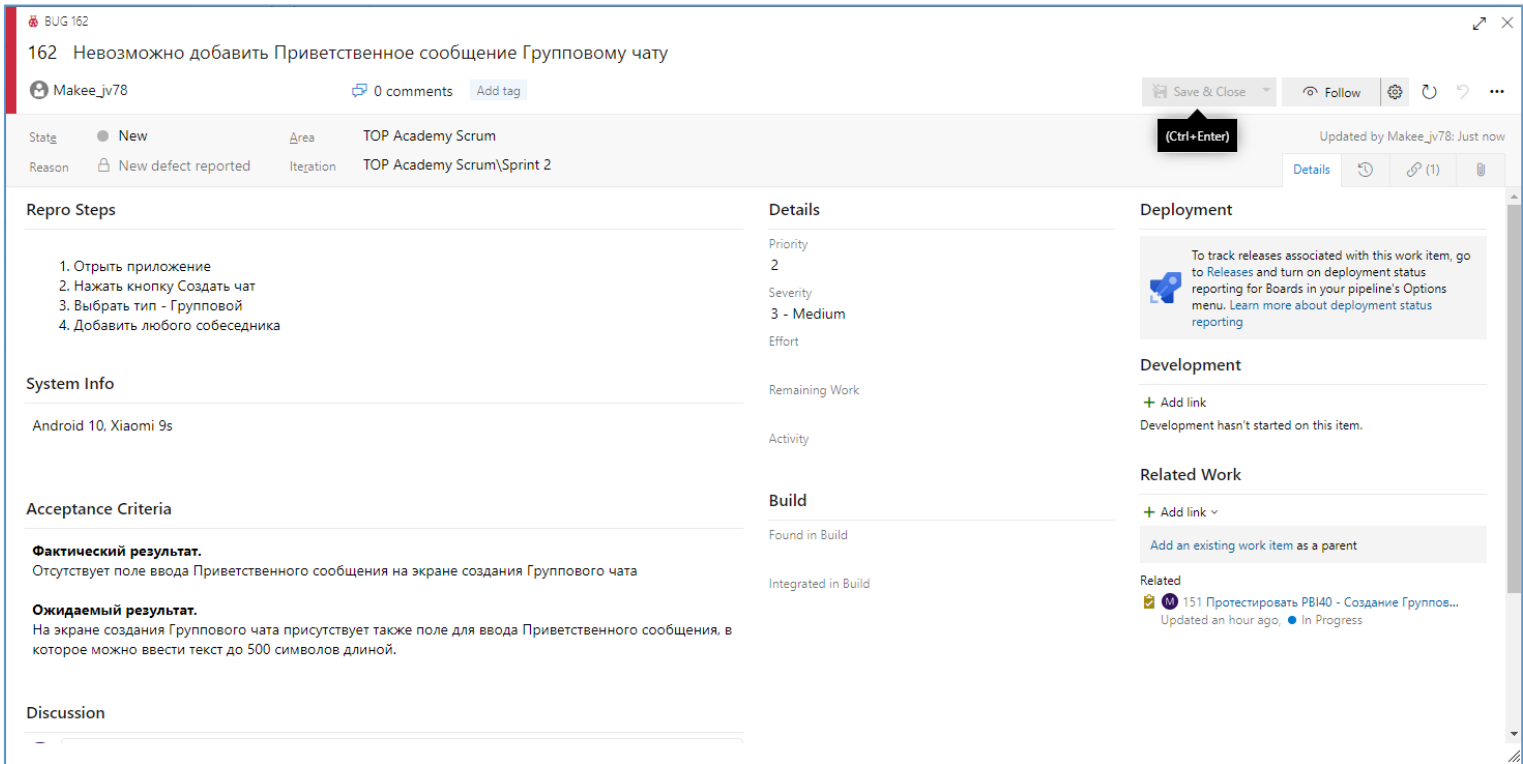 BUG 162
162 Невозможно добавить Приветственное сообщение Групповому чату
Makee_jv78
0 comments
Add tag
Save & Close
Follow
(Ctrl+Enter)
State
New
Area
TOP Academy Scrum
Updated by Makee_jv78: Just now
Reason
New defect reported
Iteration
TOP Academy Scrum\Sprint 2
Details
(1)
Repro Steps
1. Отрыть приложение
2. Нажать кнопку Создать чат
3. Выбрать тип - Групповой
4. Добавить любого собеседника
System Info
Android 10, Xiaomi 9s
Acceptance Criteria
Фактический результат.
Отсутствует поле ввода Приветственного сообщения на экране создания Группового чата
Ожидаемый результат.
На экране создания Группового чата присутствует также поле для ввода Приветственного сообщения, в
которое можно ввести текст до 500 символов длиной.
Discussion
Details
Priority
2
Severity
3 - Medium
Effort
Remaining Work
Activity
Build
Found in Build
Integrated in Build
Deployment
To track releases associated with this work item, go
to Releases and turn on deployment status
reporting for Boards in your pipeline's Options
menu. Learn more about deployment status
reporting
Development
+ Add link
Development hasn't started on this item.
Related Work
+ Add link
Add an existing work item as a parent
Related
M 151 Протестировать PBI40 - Создание Группов...
Updated an hour ago, In Progress